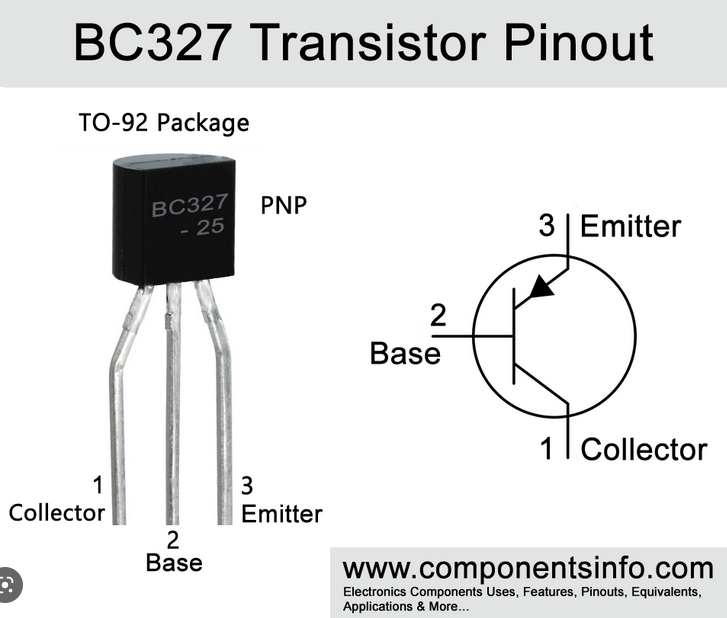 BC327 Transistor Pinout
TO-92 Package
BC327
- 25
PNP
3 Emitter
2
Base
1 Collector
1
Collector
2
Base
3
Emitter
www.componentsinfo.com
Electronics Components Uses, Features, Pinouts, Equivalents,
Applications & More...